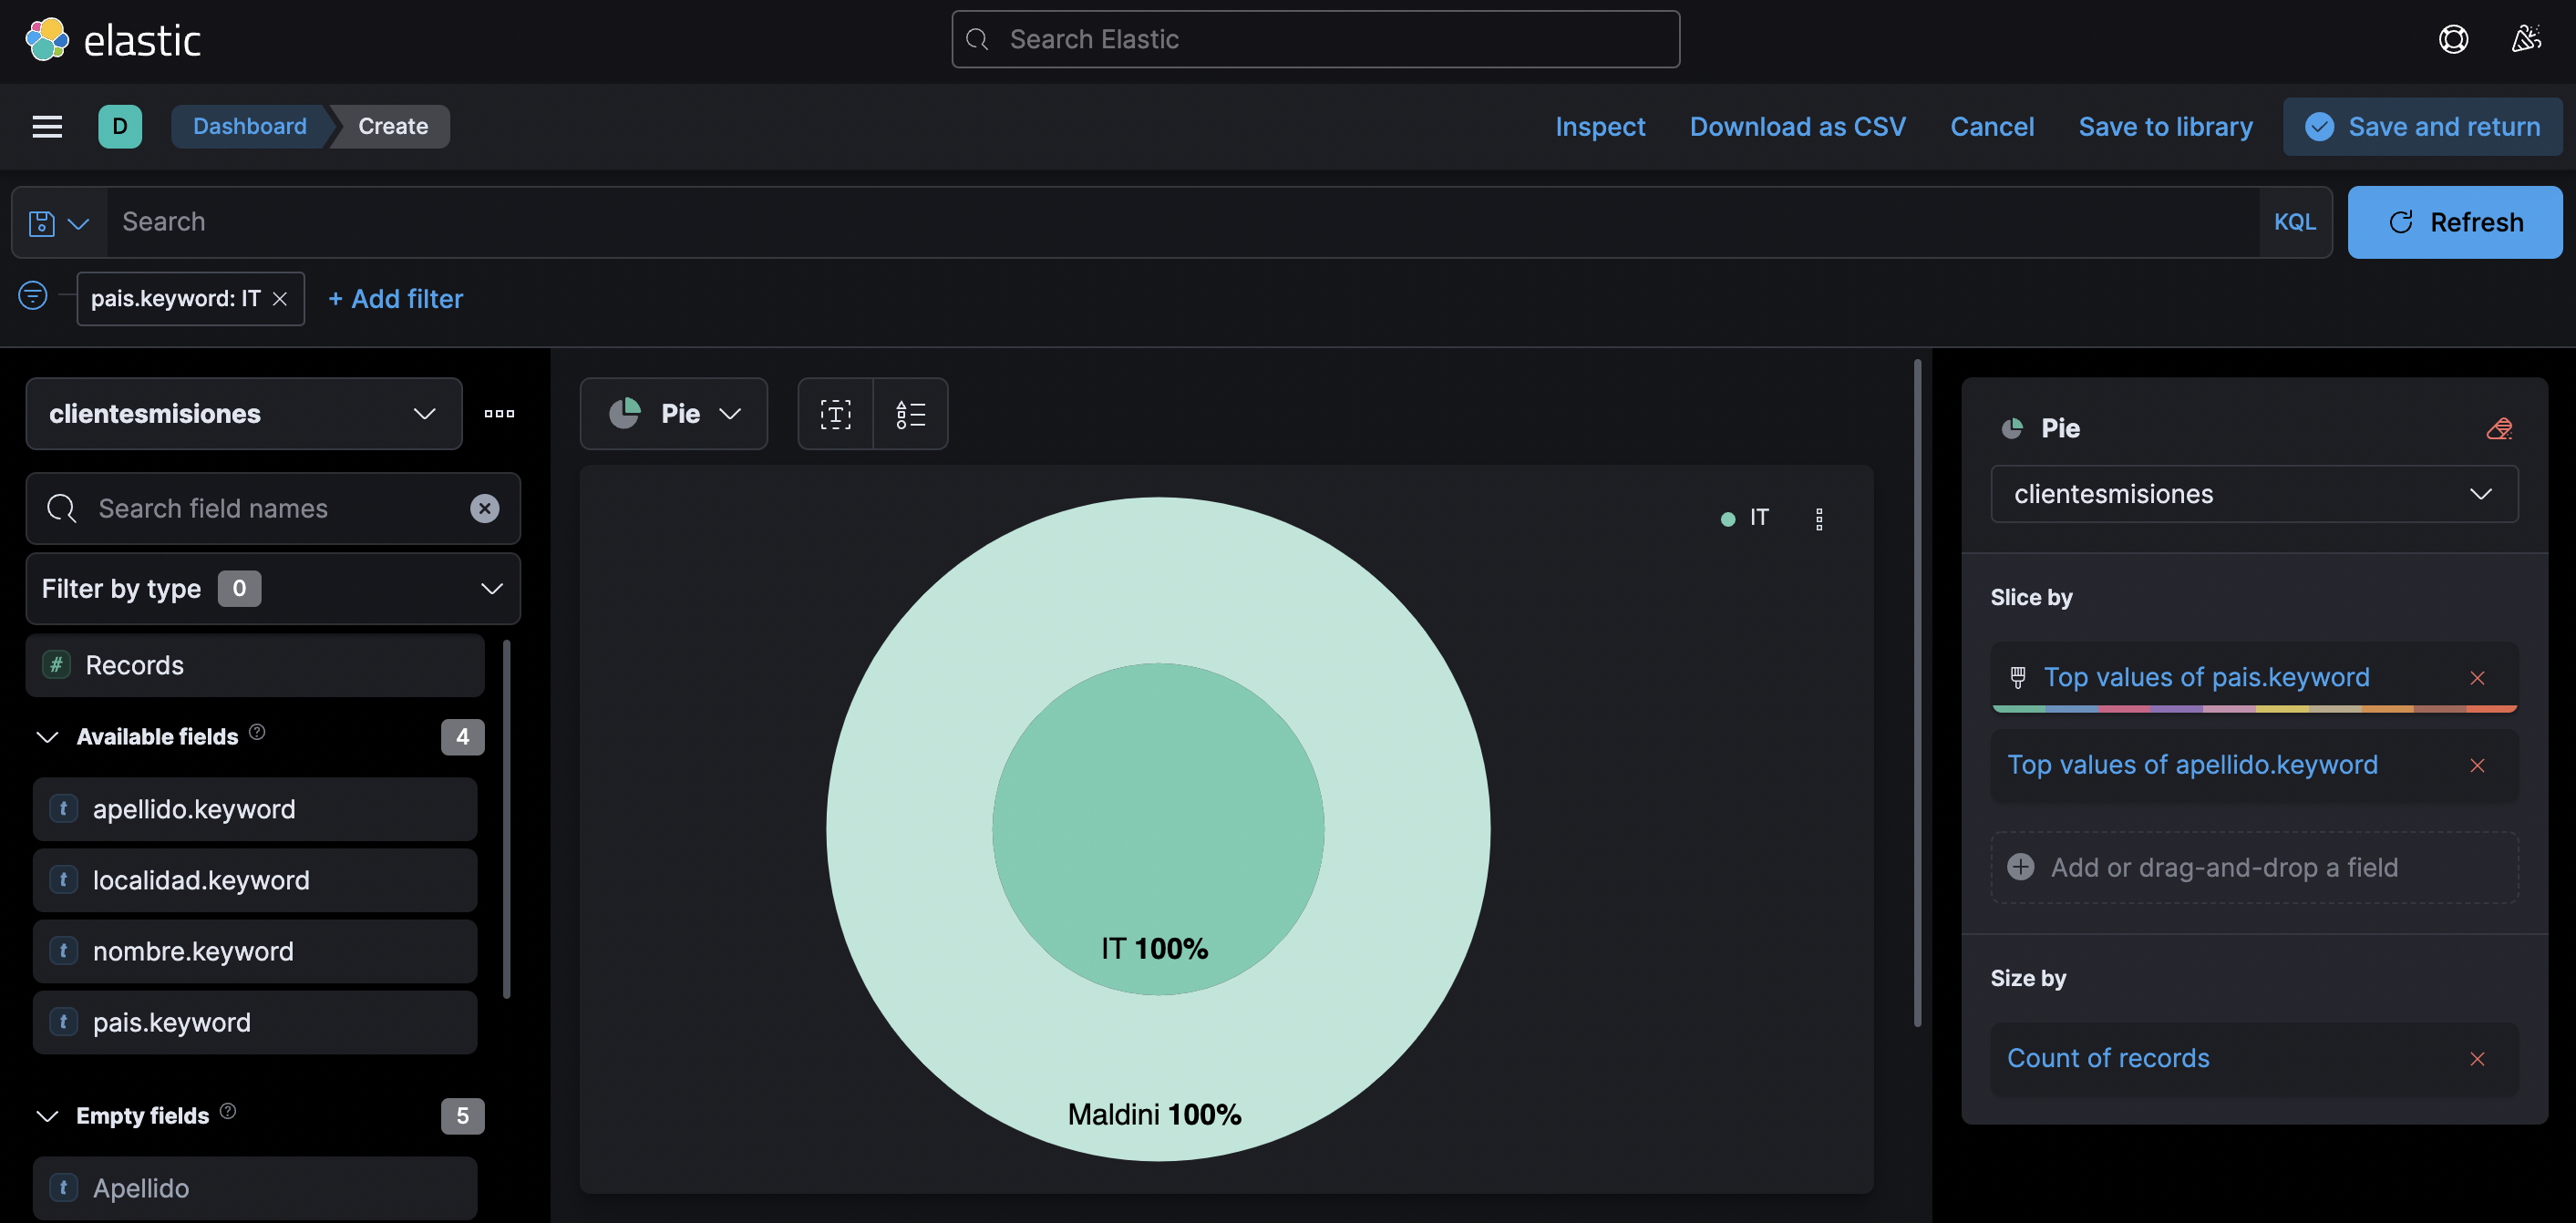 elastic
Search Elastic
D
Dashboard
Create
Inspect
Download as CSV
Cancel
Save to library
Save and return
Search
KQL
Refresh
pais.keyword: IT
+ Add filter
clientesmisiones
Search field names
Filter by type 0
# Records
Available fields ? 4
t apellido.keyword
t localidad.keyword
t nombre.keyword
t pais.keyword
Empty fields ? 5
t Apellido
Pie
T
IT
IT 100%
Maldini 100%
Pie
clientesmisiones
Slice by
Top values of pais.keyword
Top values of apellido.keyword
Add or drag-and-drop a field
Size by
Count of records